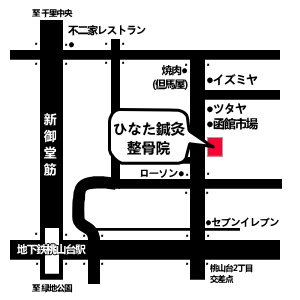 至 千里中央
不二家レストラン
焼肉
(但馬屋)
イズミヤ
ツタヤ
函館市場
ひなた鍼灸
整骨院
新御堂筋
ローソン
セブンイレブン
地下鉄桃山台駅
桃山台2丁目
交差点
至 緑地公園